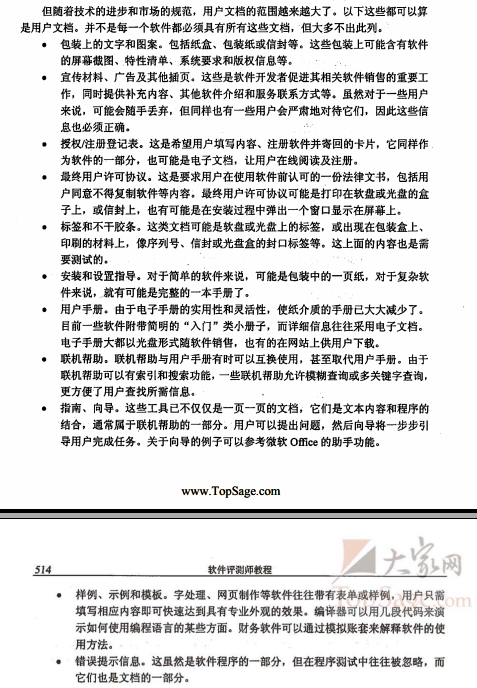 但随着技术的进步和市场的规范，用户文档的范围越来越大了。以下这些都可以算
是用户文档。并不是每一个软件都必须具有所有这些文档，但大多不出此列。
● 包装上的文字和图案。包括纸盒、包装纸或信封等。这些包装上可能含有软件
的屏幕截图、特性清单、系统要求和版权信息等。
● 宣传材料、广告及其他插页。这些是软件开发者促进其相关软件销售的重要工
作，同时提供补充内容、其他软件介绍和服务联系方式等。虽然对于一些用户
来说，可能会随手丢弃，但同样也有一些用户会严肃地对待它们，因此这些信
息也必须正确。
● 授权/注册登记表。这是希望用户填写内容、注册软件并寄回的卡片，它同样作
为软件的一部分，也可能是电子文档，让用户在线阅读及注册。
● 最终用户许可协议。这是要求用户在使用软件前认可的一份法律文书，包括用
户同意不得复制软件等内容。最终用户许可协议可能是打印在软盘或光盘的盒
子上，或信封上，也有可能是在安装过程中弹出一个窗口显示在屏幕上。
● 标签和不干胶条。这类文档可能是软盘或光盘上的标签，或出现在包装盒上、
印刷的材料上，像序列号、信封或光盘盒的封口标签等。这上面的内容也是需
要测试的。
● 安装和设置指导。对于简单的软件来说，可能是包装中的一页纸，对于复杂软
件来说，就有可能是完整的一本手册了。
● 用户手册。由于电子手册的实用性和灵活性，使纸介质的手册已大大减少了。
目前一些软件附带简明的“入门”类小册子，而详细信息往往采用电子文档。
电子手册大都以光盘形式随软件销售，也有的在网站上供用户下载。
● 联机帮助。联机帮助与用户手册有时可以互换使用，甚至取代用户手册。由于
联机帮助可以有索引和搜索功能，一些联机帮助允许模糊查询或多关键字查询，
更方便了用户查找所需信息。
● 指南、向导。这些工具已不仅仅是一页一页的文档，它们是文本内容和程序的
结合，通常属于联机帮助的一部分。用户可以提出问题，然后向导将一步步引
导用户完成任务。关于向导的例子可以参考微软 Office 的助手功能。
www.TopSage.com
514 软件评测师教程
大家网
TopSage.com
● 样例、示例和模板。字处理、网页制作等软件往往带有表单或样例，用户只需
填写相应内容即可快速达到具有专业外观的效果。编译器可以用几段代码来演
示如何使用编程语言的某些方面。财务软件可以通过模拟账套来解释软件的使
用方法。
● 错误提示信息。这虽然是软件程序的一部分，但在程序测试中往往被忽略，而
它们也是文档的一部分。